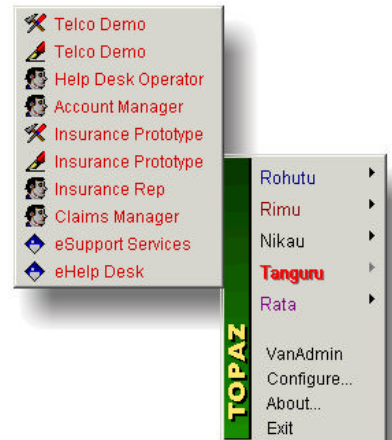 Telco Demo
Telco Demo
Help Desk Operator
Account Manager
Insurance Prototype
Insurance Prototype
Insurance Rep
Claims Manager
eSupport Services
eHelp Desk
TOPAZ
Rohutu
Rimu
Nikau
Tanguru
Rata
VanAdmin
Configure...
About...
Exit